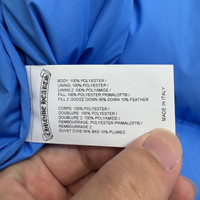 CHROME HEARTS
BODY: 100% POLYESTER /
LINING: 100% POLYESTER /
LINING 2: 100% POLYAMIDE /
FILL: 100% POLYESTER PRIMALOFT® /
FILL 2: GOOSE DOWN 90% DOWN 10% FEATHER
CORPS: 100% POLYESTER /
DOUBLURE: 100% POLYESTER /
DOUBLURE 2: 100% POLYAMIDE /
REMBOURRAGE: 100% POLYESTER PRIMALOFT® /
REMBOURRAGE 2:
DUVET D'OIE 90% BAS 10% PLUMES
MADE IN ITALY